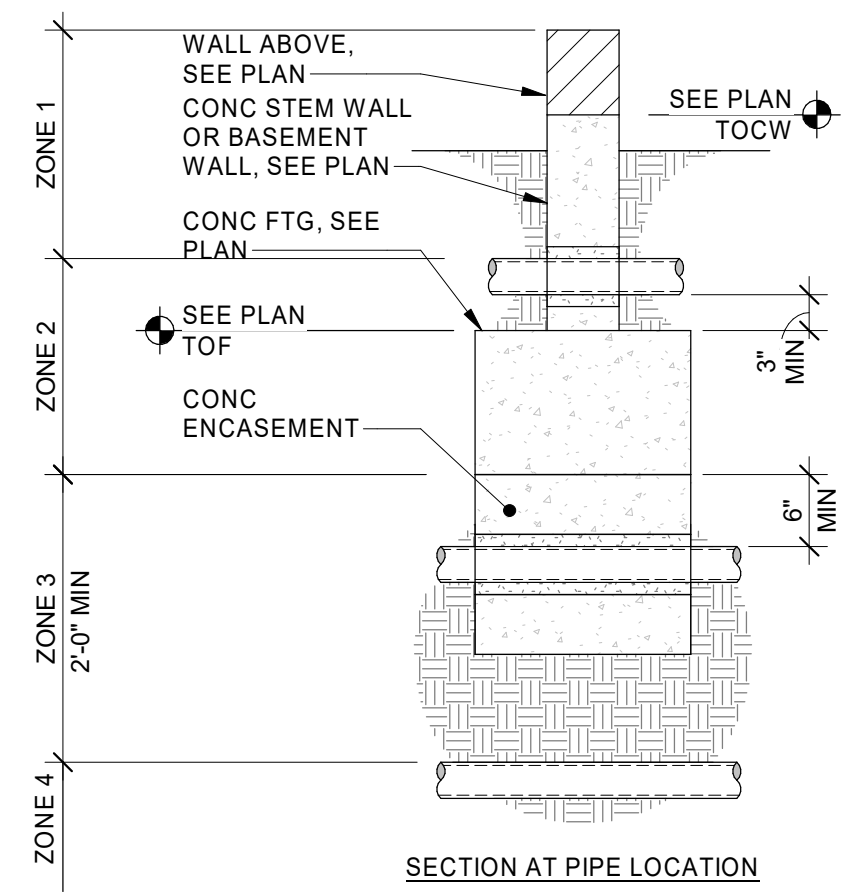 WALL ABOVE,
SEE PLAN
CONC STEM WALL
OR BASEMENT
WALL, SEE PLAN
SEE PLAN
TOCW
ZONE 1
CONC FTG, SEE
PLAN
ZONE 2
SEE PLAN
TOF
3"
MIN
CONC
ENCASEMENT
6"
MIN
ZONE 3
2'-0" MIN
ZONE 4
SECTION AT PIPE LOCATION